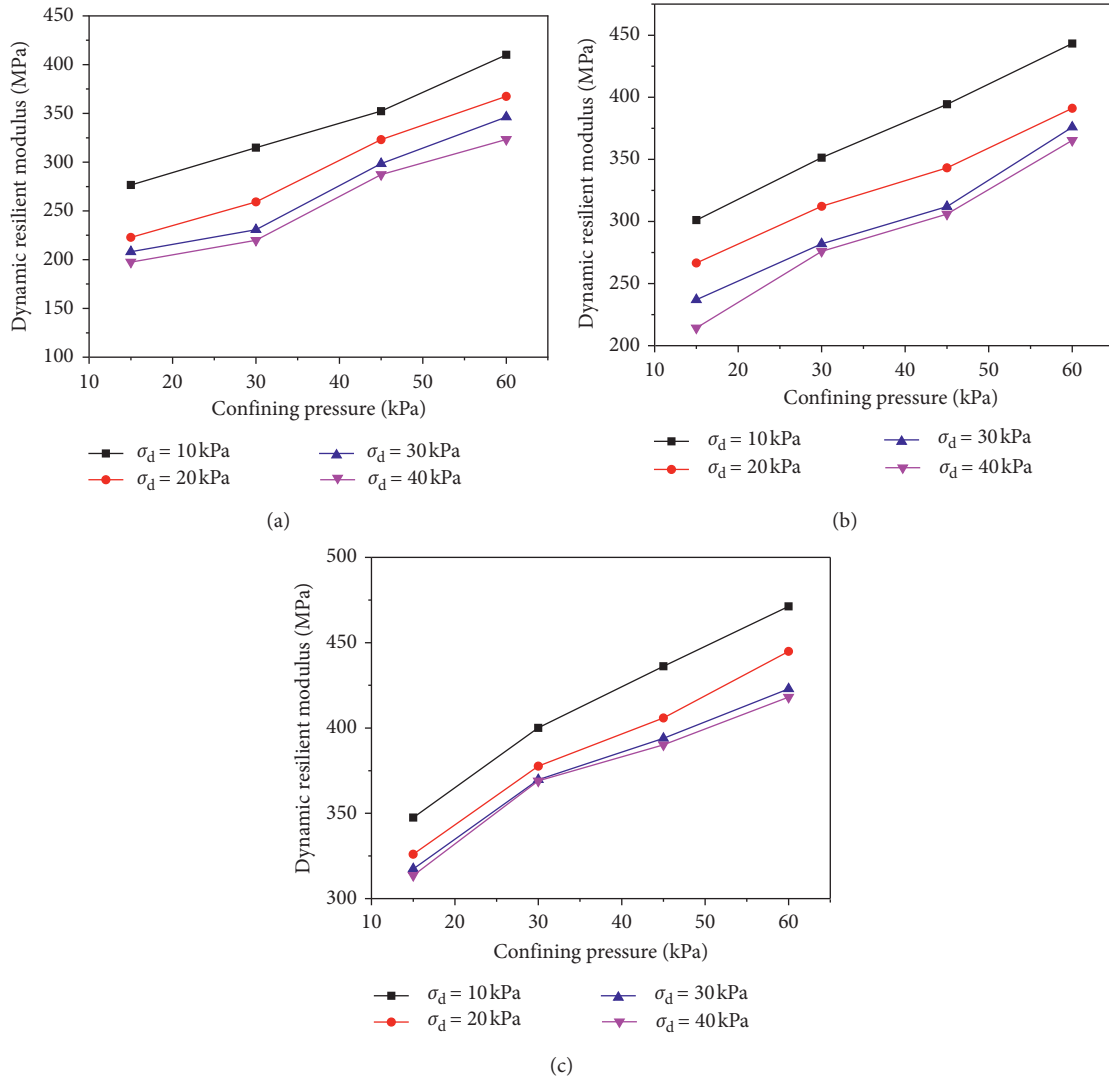 450
400
350
300
250
200
150
100
Dynamic resilient modulus (MPa)
10 20 30 40 50 60
Confining pressure (kPa)
σd = 10 kPa
σd = 20 kPa
σd = 30 kPa
σd = 40 kPa
(a)
450
400
350
300
250
200
Dynamic resilient modulus (MPa)
10 20 30 40 50 60
Confining pressure (kPa)
σd = 10 kPa
σd = 20 kPa
σd = 30 kPa
σd = 40 kPa
(b)
500
450
400
350
300
Dynamic resilient modulus (MPa)
10 20 30 40 50 60
Confining pressure (kPa)
σd = 10 kPa
σd = 20 kPa
σd = 30 kPa
σd = 40 kPa
(c)